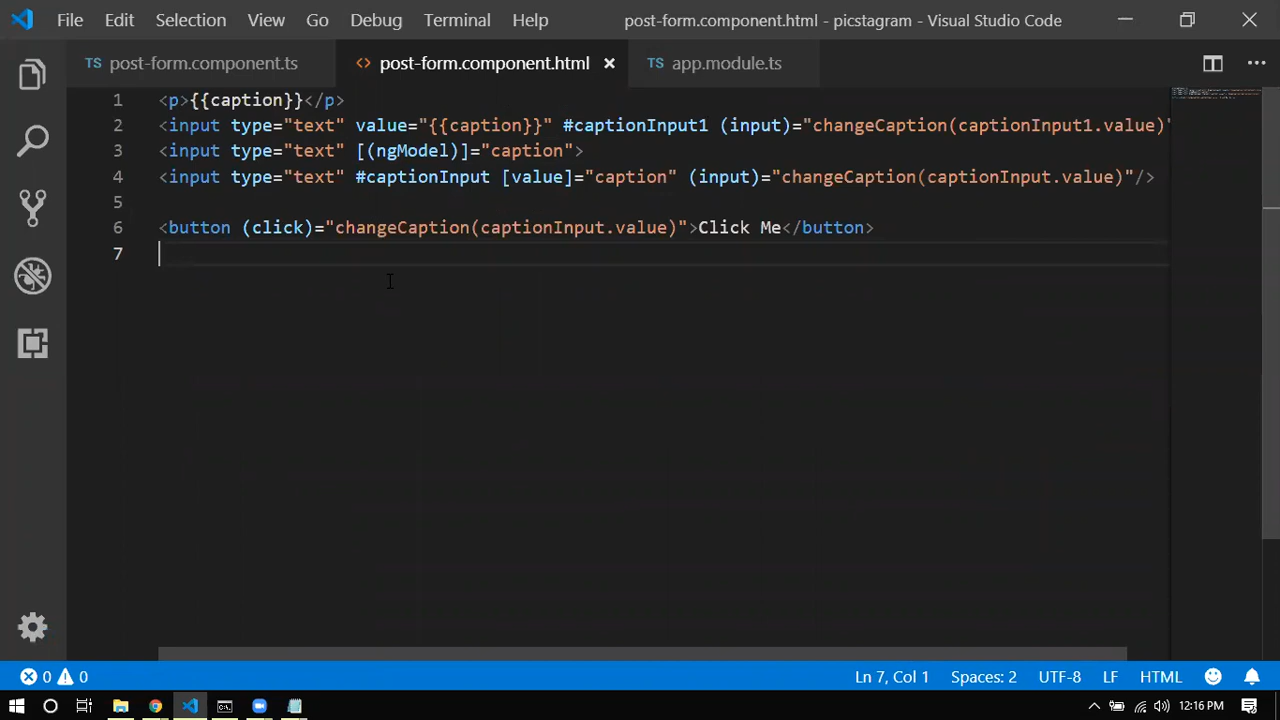 File Edit Selection View Go Debug Terminal Help post-form.component.html - picstagram - Visual Studio Code
TS post-form.component.ts <> post-form.component.html × TS app.module.ts ...
1 <p>{{caption}}</p>
2 <input type="text" value="{{caption}}" #captionInput1 (input)="changeCaption(captionInput1.value)"
3 <input type="text" [(ngModel)]="caption">
4 <input type="text" #captionInput [value]="caption" (input)="changeCaption(captionInput.value)"/>
5
6 <button (click)="changeCaption(captionInput.value)">Click Me</button>
7
0 0 Ln 7, Col 1 Spaces: 2 UTF-8 LF HTML
12:16 PM